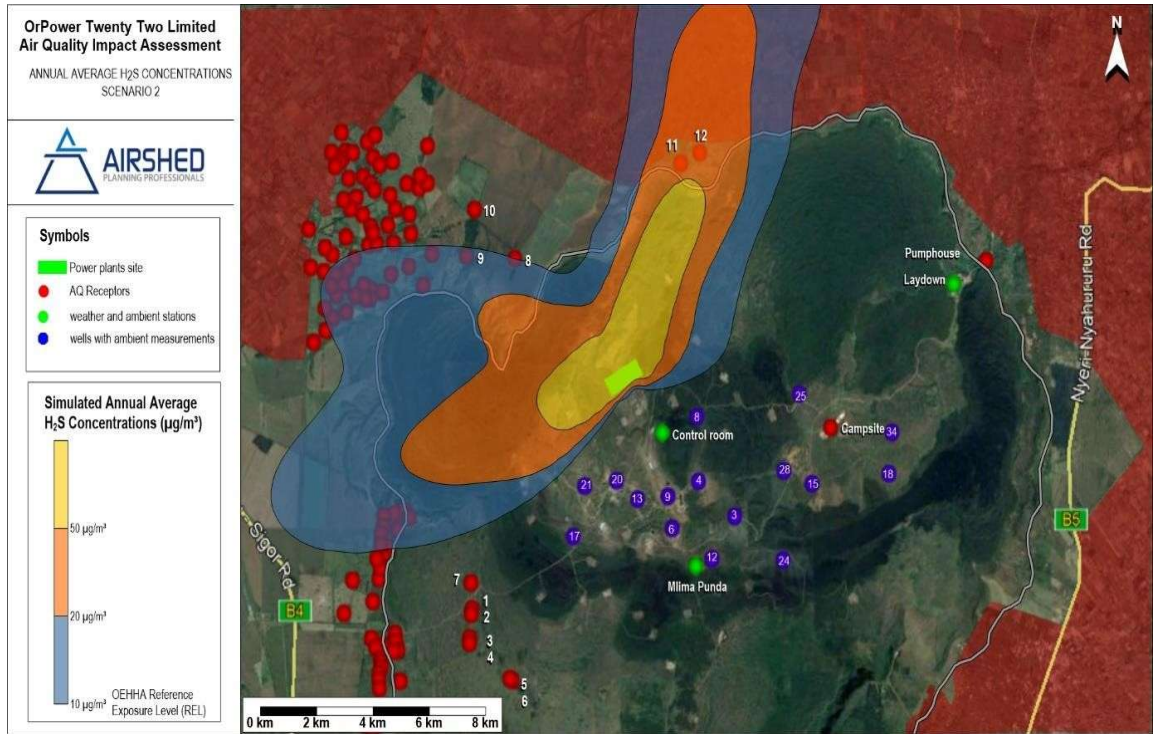 OrPower Twenty Two Limited
Air Quality Impact Assessment
ANNUAL AVERAGE H2S CONCENTRATIONS
SCENARIO 2
AIRSHED
PLANNING PROFESSIONALS
Symbols
Power plants site
AQ Receptors
weather and ambient stations
wells with ambient measurements
Simulated Annual Average
H2S Concentrations (µg/m³)
50 µg/m³
20 µg/m³
10 µg/m³
OEHHA Reference
Exposure Level (REL)
N
11
12
10
9
8
Pumphouse
Laydown
Nyeri-Nyahururu Rd
25
8
Control room
Campsite
34
28
18
15
4
20
21
13
9
3
6
17
12
24
Mlima Punda
B5
Sigor Rd
B4
7
1
2
3
4
5
6
0 km
2 km
4 km
6 km
8 km